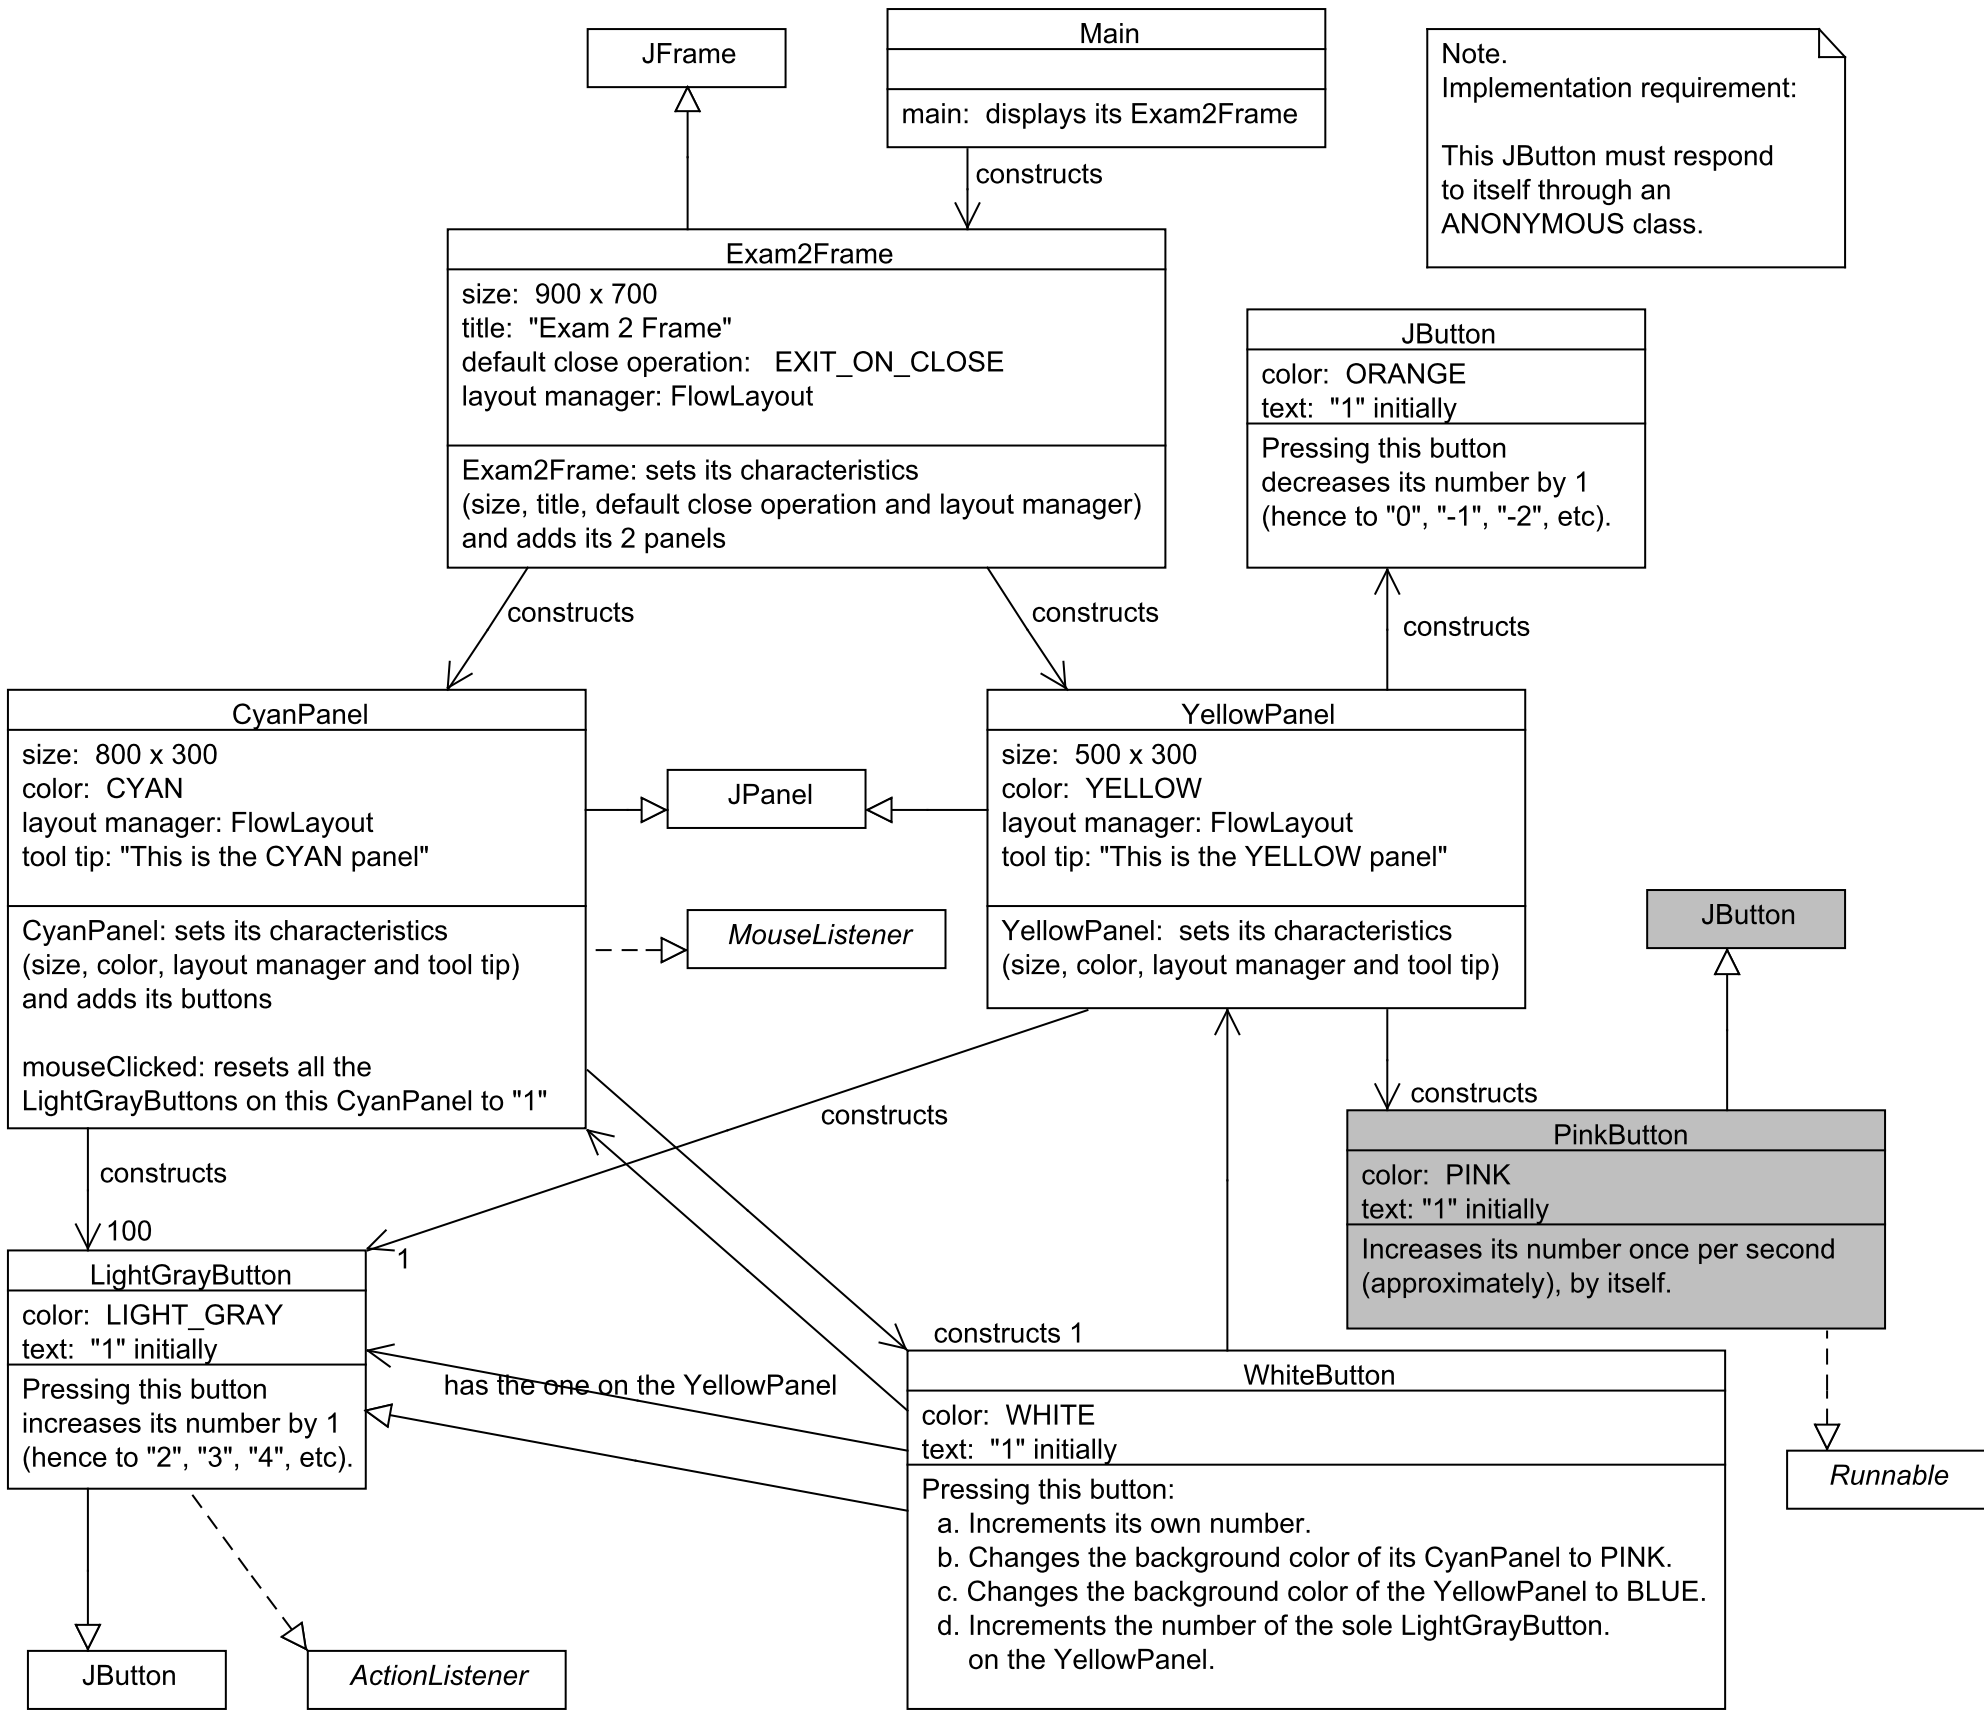 JFrame
Main
main:  displays its Exam2Frame
Note.
Implementation requirement:
This JButton must respond
to itself through an
ANONYMOUS class.
constructs
Exam2Frame
size:  900 x 700
title:  "Exam 2 Frame"
default close operation:   EXIT_ON_CLOSE
layout manager: FlowLayout
Exam2Frame: sets its characteristics
(size, title, default close operation and layout manager)
and adds its 2 panels
JButton
color:  ORANGE
text:  "1" initially
Pressing this button
decreases its number by 1
(hence to "0", "-1", "-2", etc).
constructs
constructs
constructs
CyanPanel
size:  800 x 300
color:  CYAN
layout manager: FlowLayout
tool tip: "This is the CYAN panel"
CyanPanel: sets its characteristics
(size, color, layout manager and tool tip)
and adds its buttons
mouseClicked: resets all the
LightGrayButtons on this CyanPanel to "1"
JPanel
MouseListener
YellowPanel
size:  500 x 300
color:  YELLOW
layout manager: FlowLayout
tool tip: "This is the YELLOW panel"
YellowPanel:  sets its characteristics
(size, color, layout manager and tool tip)
JButton
constructs
constructs
PinkButton
color:  PINK
text: "1" initially
Increases its number once per second
(approximately), by itself.
constructs
100
1
LightGrayButton
color:  LIGHT_GRAY
text:  "1" initially
Pressing this button
increases its number by 1
(hence to "2", "3", "4", etc).
constructs 1
has the one on the YellowPanel
WhiteButton
color:  WHITE
text:  "1" initially
Pressing this button:
a. Increments its own number.
b. Changes the background color of its CyanPanel to PINK.
c. Changes the background color of the YellowPanel to BLUE.
d. Increments the number of the sole LightGrayButton.
on the YellowPanel.
Runnable
JButton
ActionListener